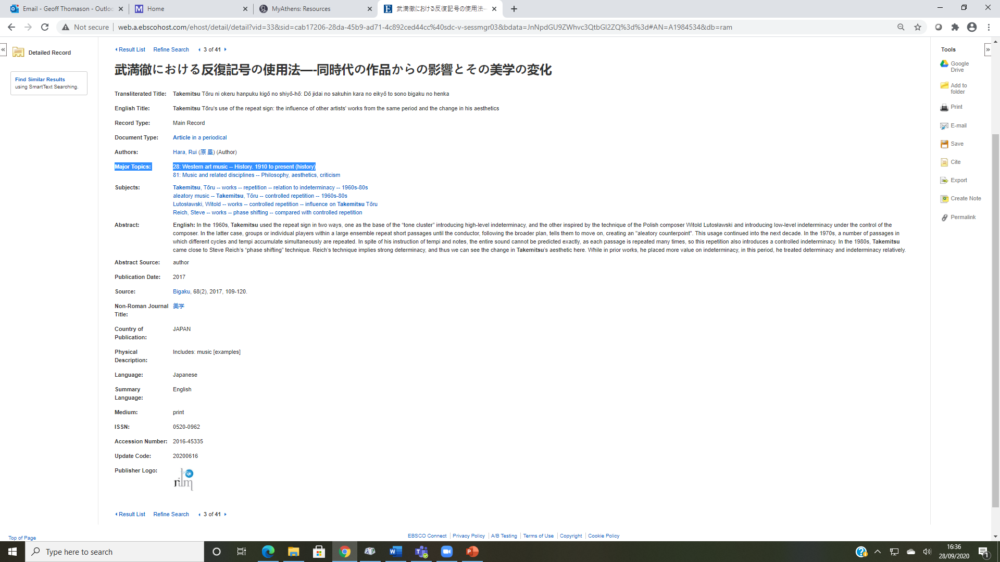 Email - Geoff Thomason - Outloo
Home
MyAthens: Resources
武満徹における反復記号の使用法—
Not secure
web.a.ebscohost.com/ehost/detail/detail?vid=33&sid=cab17206-28da-45b9-ad71-4c892ced44cc%40sdc-v-sessmgr03&bdata=JnNpdGU9ZWhvc3QtbGl2ZQ%3d%3d#AN=A1984534&db=ram
Detailed Record
Find Similar Results
using SmartText Searching.
Result List Refine Search 3 of 41
武満徹における反復記号の使用法—-同時代の作品からの影響とその美学の変化
Transliterated Title: Takemitsu Tōru ni okeru hanpuku kigō no shiyō-hō: Dō jidai no sakuhin kara no eikyō to sono bigaku no henka
English Title: Takemitsu Tōru's use of the repeat sign: the influence of other artists' works from the same period and the change in his aesthetics
Record Type: Main Record
Document Type: Article in a periodical
Authors: Hara, Rui (原 塁) (Author)
Major Topics: 28: Western art music -- History. 1910 to present (history)
81: Music and related disciplines -- Philosophy, aesthetics, criticism
Subjects: Takemitsu, Tōru -- works -- repetition -- relation to indeterminacy -- 1960s-80s
aleatory music -- Takemitsu, Tōru -- controlled repetition -- 1960s-80s
Lutosławski, Witold -- works -- controlled repetition -- influence on Takemitsu Tōru
Reich, Steve -- works -- phase shifting -- compared with controlled repetition
Abstract: English: In the 1960s, Takemitsu used the repeat sign in two ways, one as the base of the “tone cluster” introducing high-level indeterminacy, and the other inspired by the technique of the Polish composer Witold Lutosławski and introducing low-level indeterminacy under the control of the
composer. In the latter case, groups or individual players within a large ensemble repeat short passages until the conductor, following the broader plan, tells them to move on, creating an "aleatory counterpoint". This usage continued into the next decade. In the 1970s, a number of passages in
which different cycles and tempi accumulate simultaneously are repeated. In spite of his instruction of tempi and notes, the entire sound cannot be predicted exactly, as each passage is repeated many times, so this repetition also introduces a controlled indeterminacy. In the 1980s, Takemitsu
came close to Steve Reich’s “phase shifting” technique. Reich’s technique implies strong determinacy, and thus we can see the change in Takemitsu’s aesthetic here. While in prior works, he placed more value on indeterminacy, in this period, he treated determinacy and indeterminacy relatively.
Abstract Source: author
Publication Date: 2017
Source: Bigaku, 68(2), 2017, 109-120.
Non-Roman Journal 美学
Title:
Country of JAPAN
Publication:
Physical Includes: music [examples]
Description:
Language: Japanese
Summary English
Language:
Medium: print
ISSN: 0520-0962
Accession Number: 2016-45335
Update Code: 20200616
Publisher Logo:
rilm
Result List Refine Search 3 of 41
Tools
Google
Drive
Add to
folder
Print
E-mail
Save
Cite
Export
Create Note
Permalink
Top of Page
EBSCO Connect Privacy Policy A/B Testing Terms of Use Copyright Cookie Policy
Type here to search
16:36
28/09/2020
1